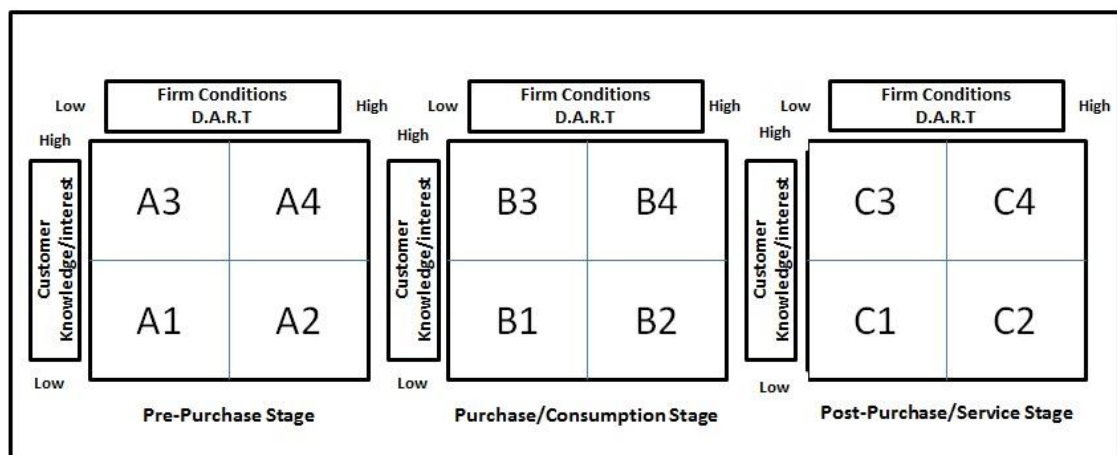 Firm Conditions
D.A.R.T
Low
High
High
Customer
Knowledge/interest
A3
A4
A1
A2
Low
Pre-Purchase Stage
Firm Conditions
D.A.R.T
Low
High
High
Customer
Knowledge/interest
B3
B4
B1
B2
Low
Purchase/Consumption Stage
Firm Conditions
D.A.R.T
Low
High
High
Customer
Knowledge/interest
C3
C4
C1
C2
Low
Post-Purchase/Service Stage